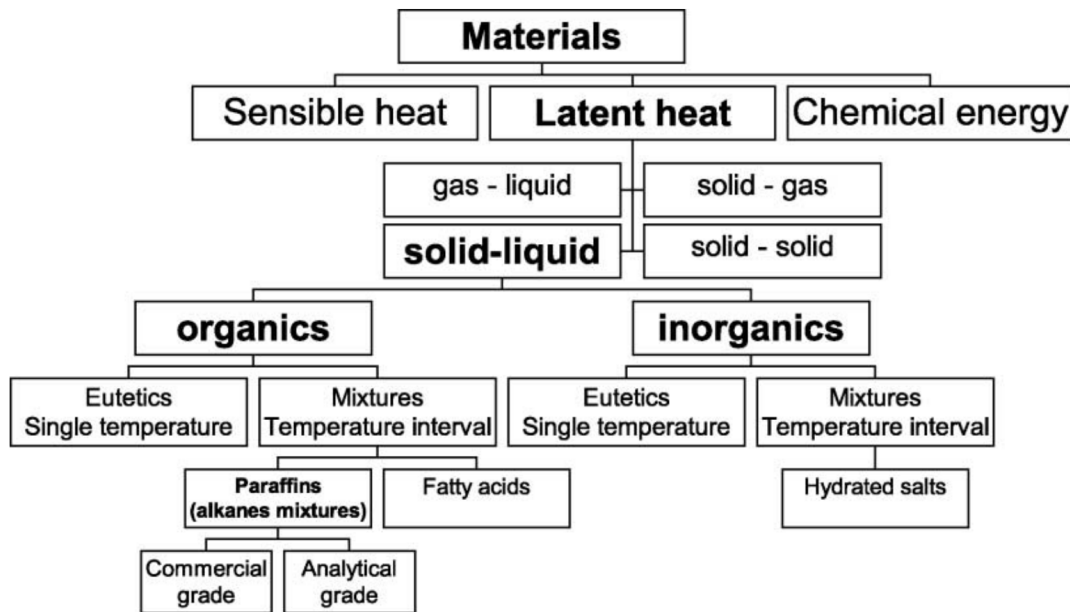 Materials
Sensible heat
Latent heat
Chemical energy
gas - liquid
solid - gas
solid-liquid
solid - solid
organics
inorganics
Eutetics
Single temperature
Mixtures
Temperature interval
Eutetics
Single temperature
Mixtures
Temperature interval
Paraffins
(alkanes mixtures)
Fatty acids
Hydrated salts
Commercial
grade
Analytical
grade